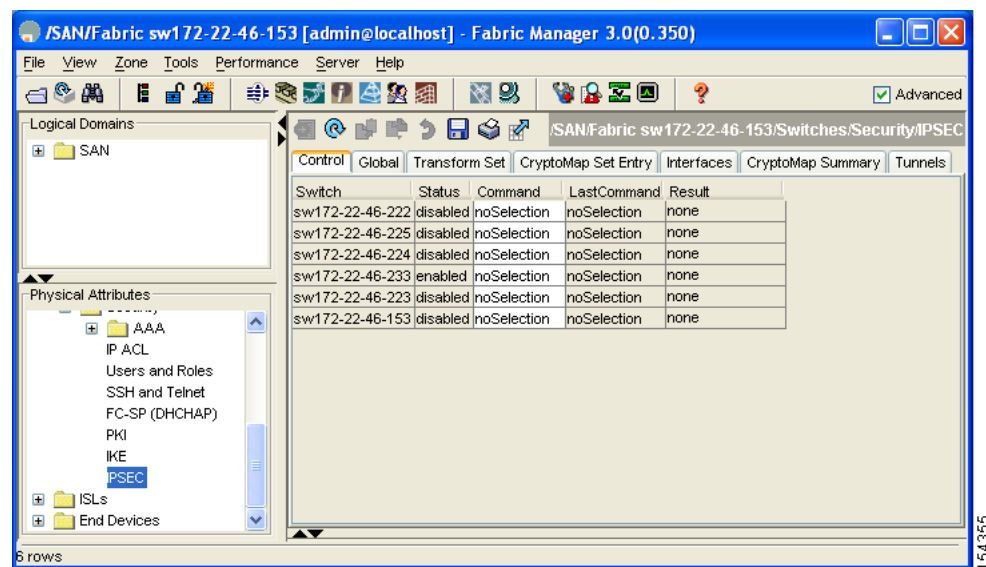 /SAN/Fabric sw172-22-46-153 [admin@localhost] - Fabric Manager 3.0(0.350)
File View Zone Tools Performance Server Help
Advanced
Logical Domains
SAN
/SAN/Fabric sw172-22-46-153/Switches/Security/IPSEC
Control Global Transform Set CryptoMap Set Entry Interfaces CryptoMap Summary Tunnels
Switch Status Command LastCommand Result
sw172-22-46-222 disabled noSelection noSelection none
sw172-22-46-225 disabled noSelection noSelection none
sw172-22-46-224 disabled noSelection noSelection none
sw172-22-46-233 enabled noSelection noSelection none
sw172-22-46-223 disabled noSelection noSelection none
sw172-22-46-153 disabled noSelection noSelection none
Physical Attributes
AAA
IP ACL
Users and Roles
SSH and Telnet
FC-SP (DHCHAP)
PKI
IKE
IPSEC
ISLs
End Devices
6 rows
154355